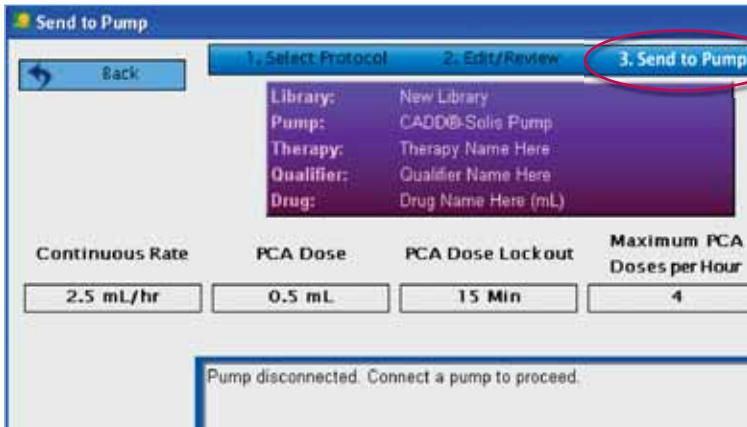 Send to Pump
Back
1. Select Protocol 2. Edit/Review 3. Send to Pump
Library: New Library
Pump: CADD®-Solis Pump
Therapy: Therapy Name Here
Qualifier: Qualifier Name Here
Drug: Drug Name Here (mL)
Continuous Rate PCA Dose PCA Dose Lockout Maximum PCA
Doses per Hour
2.5 mL/hr 0.5 mL 15 Min 4
Pump disconnected. Connect a pump to proceed.